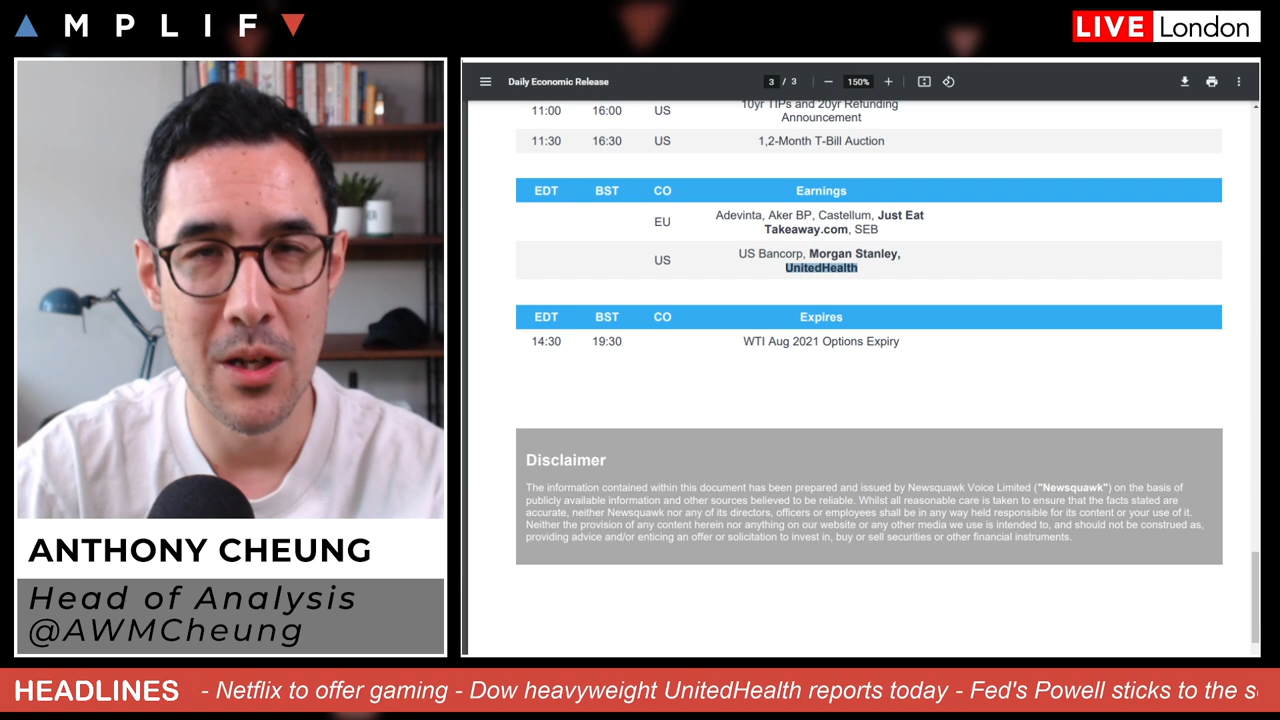 AMPLIFY
LIVE London
Daily Economic Release
3 / 3
150%
11:00 16:00 US 10yr TIPs and 20yr Refunding
Announcement
11:30 16:30 US 1,2-Month T-Bill Auction
EDT BST CO Earnings
EU Adevinta, Aker BP, Castellum, Just Eat
Takeaway.com, SEB
US US Bancorp, Morgan Stanley,
UnitedHealth
EDT BST CO Expires
14:30 19:30 WTI Aug 2021 Options Expiry
Disclaimer
The information contained within this document has been prepared and issued by Newsquawk Voice Limited ("Newsquawk") on the basis of
publicly available information and other sources believed to be reliable. Whilst all reasonable care is taken to ensure that the facts stated are
accurate, neither Newsquawk nor any of its directors, officers or employees shall be in any way held responsible for its content or your use of it.
Neither the provision of any content herein nor anything on our website or any other media we use is intended to, and should not be construed as,
providing advice and/or enticing an offer or solicitation to invest in, buy or sell securities or other financial instruments.
ANTHONY CHEUNG
Head of Analysis
@AWMCheung
HEADLINES - Netflix to offer gaming - Dow heavyweight UnitedHealth reports today - Fed's Powell sticks to the